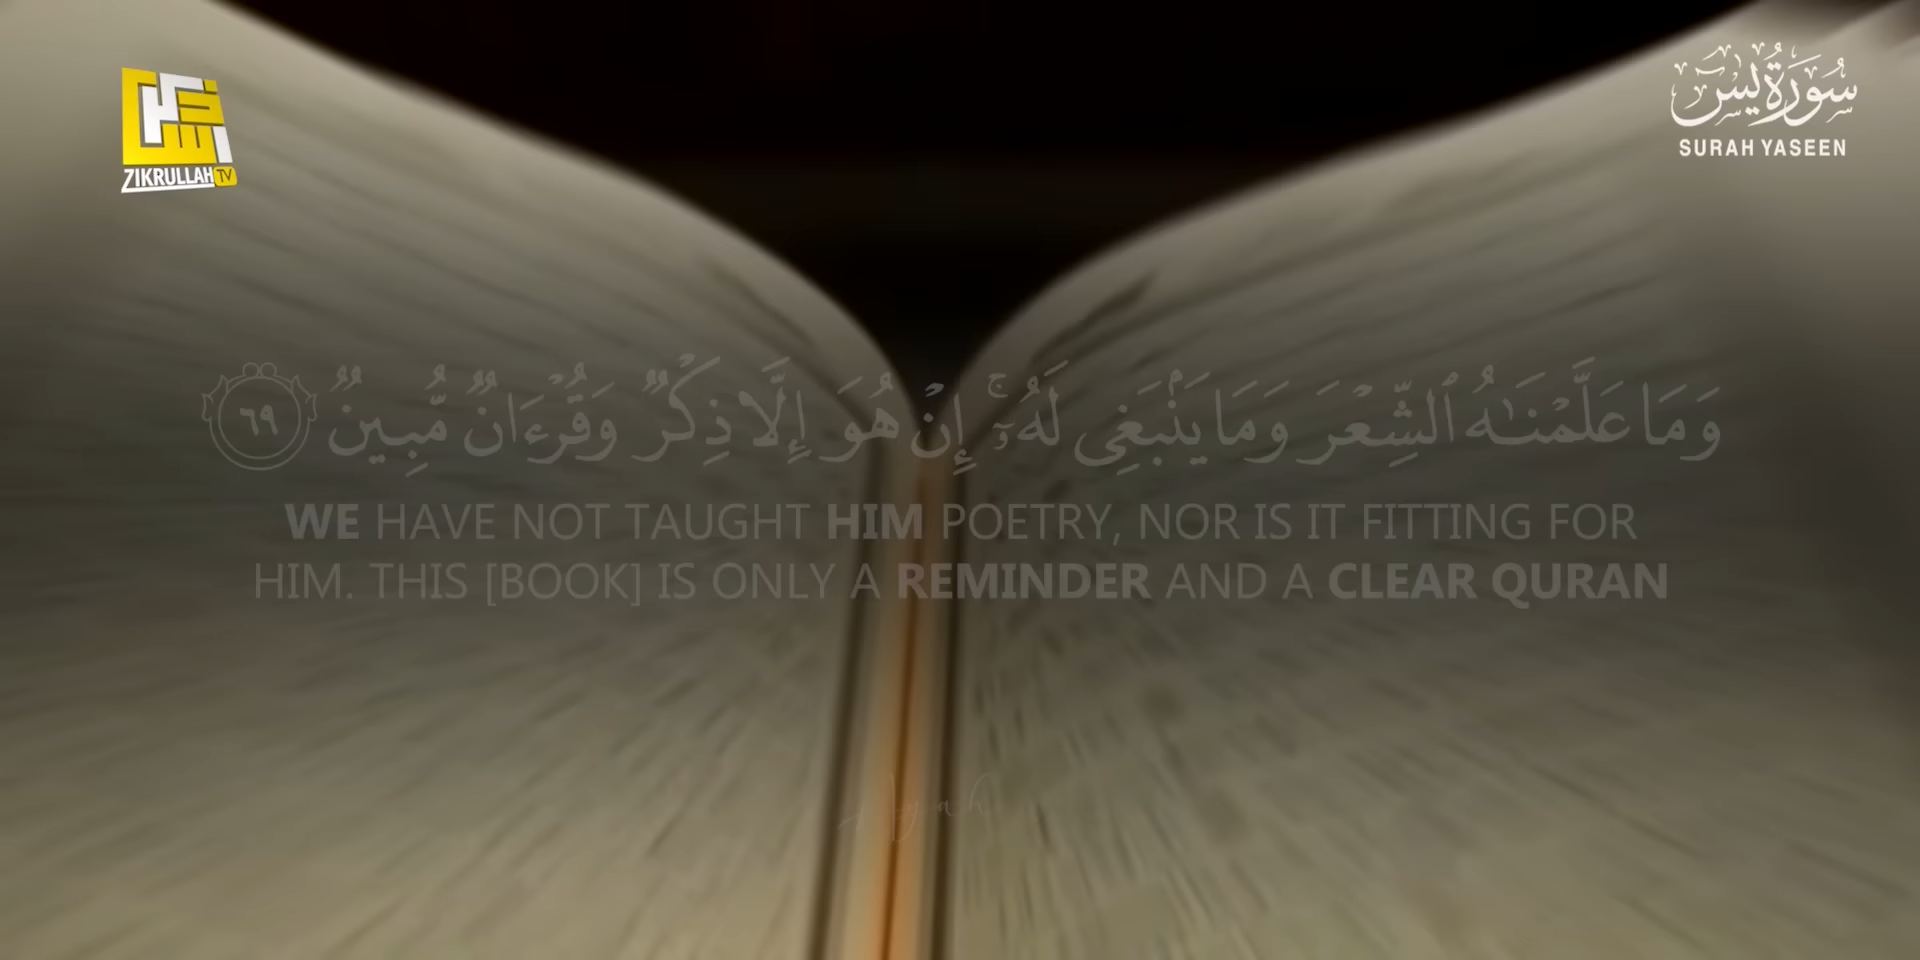 ZIKRULLAH TV
سُورَةُ يسٓ
SURAH YASEEN
وَمَا عَلَّمْنَـٰهُ ٱلشِّعْرَ وَمَا يَنۢبَغِى لَهُۥٓ ۚ إِنْ هُوَ إِلَّا ذِكْرٌ وَقُرْءَانٌ مُّبِينٌ ٦٩
WE HAVE NOT TAUGHT HIM POETRY, NOR IS IT FITTING FOR
HIM. THIS [BOOK] IS ONLY A REMINDER AND A CLEAR QURAN